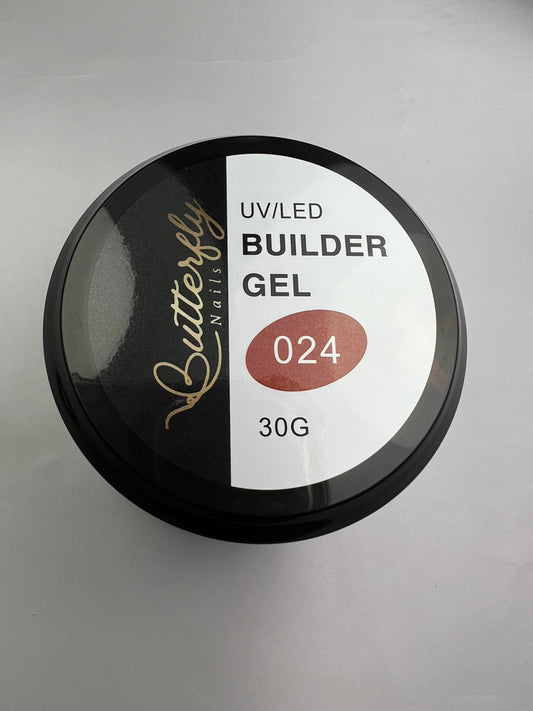 Butterfly
Nails
UV/LED
BUILDER
GEL
024
30G